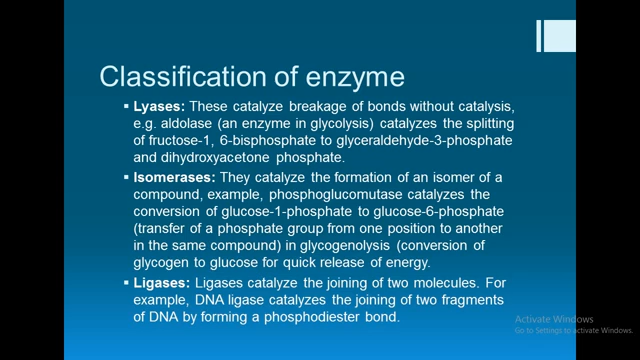 Classification of enzyme
▪ Lyases: These catalyze breakage of bonds without catalysis,
e.g. aldolase (an enzyme in glycolysis) catalyzes the splitting
of fructose-1, 6-bisphosphate to glyceraldehyde-3-phosphate
and dihydroxyacetone phosphate.
▪ Isomerases: They catalyze the formation of an isomer of a
compound, example, phosphoglucomutase catalyzes the
conversion of glucose-1-phosphate to glucose-6-phosphate
(transfer of a phosphate group from one position to another
in the same compound) in glycogenolysis (conversion of
glycogen to glucose for quick release of energy.
▪ Ligases: Ligases catalyze the joining of two molecules. For
example, DNA ligase catalyzes the joining of two fragments
of DNA by forming a phosphodiester bond.
Activate Windows
Go to Settings to activate Windows.